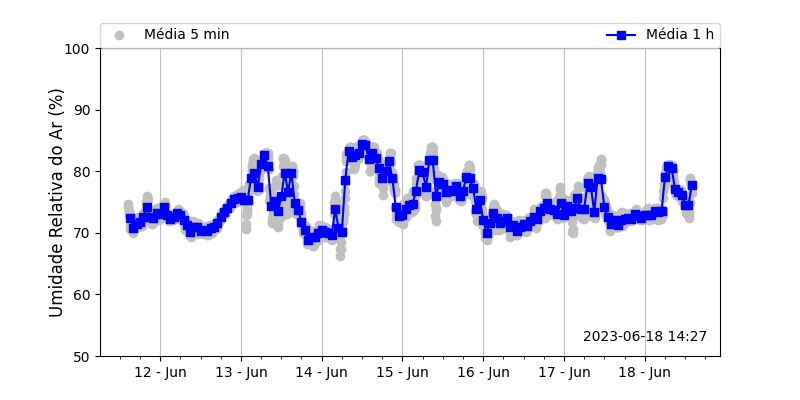 Média 5 min
Média 1 h
Umidade Relativa do Ar (%)
100
90
80
70
60
50
2023-06-18 14:27
12 - Jun
13 - Jun
14 - Jun
15 - Jun
16 - Jun
17 - Jun
18 - Jun